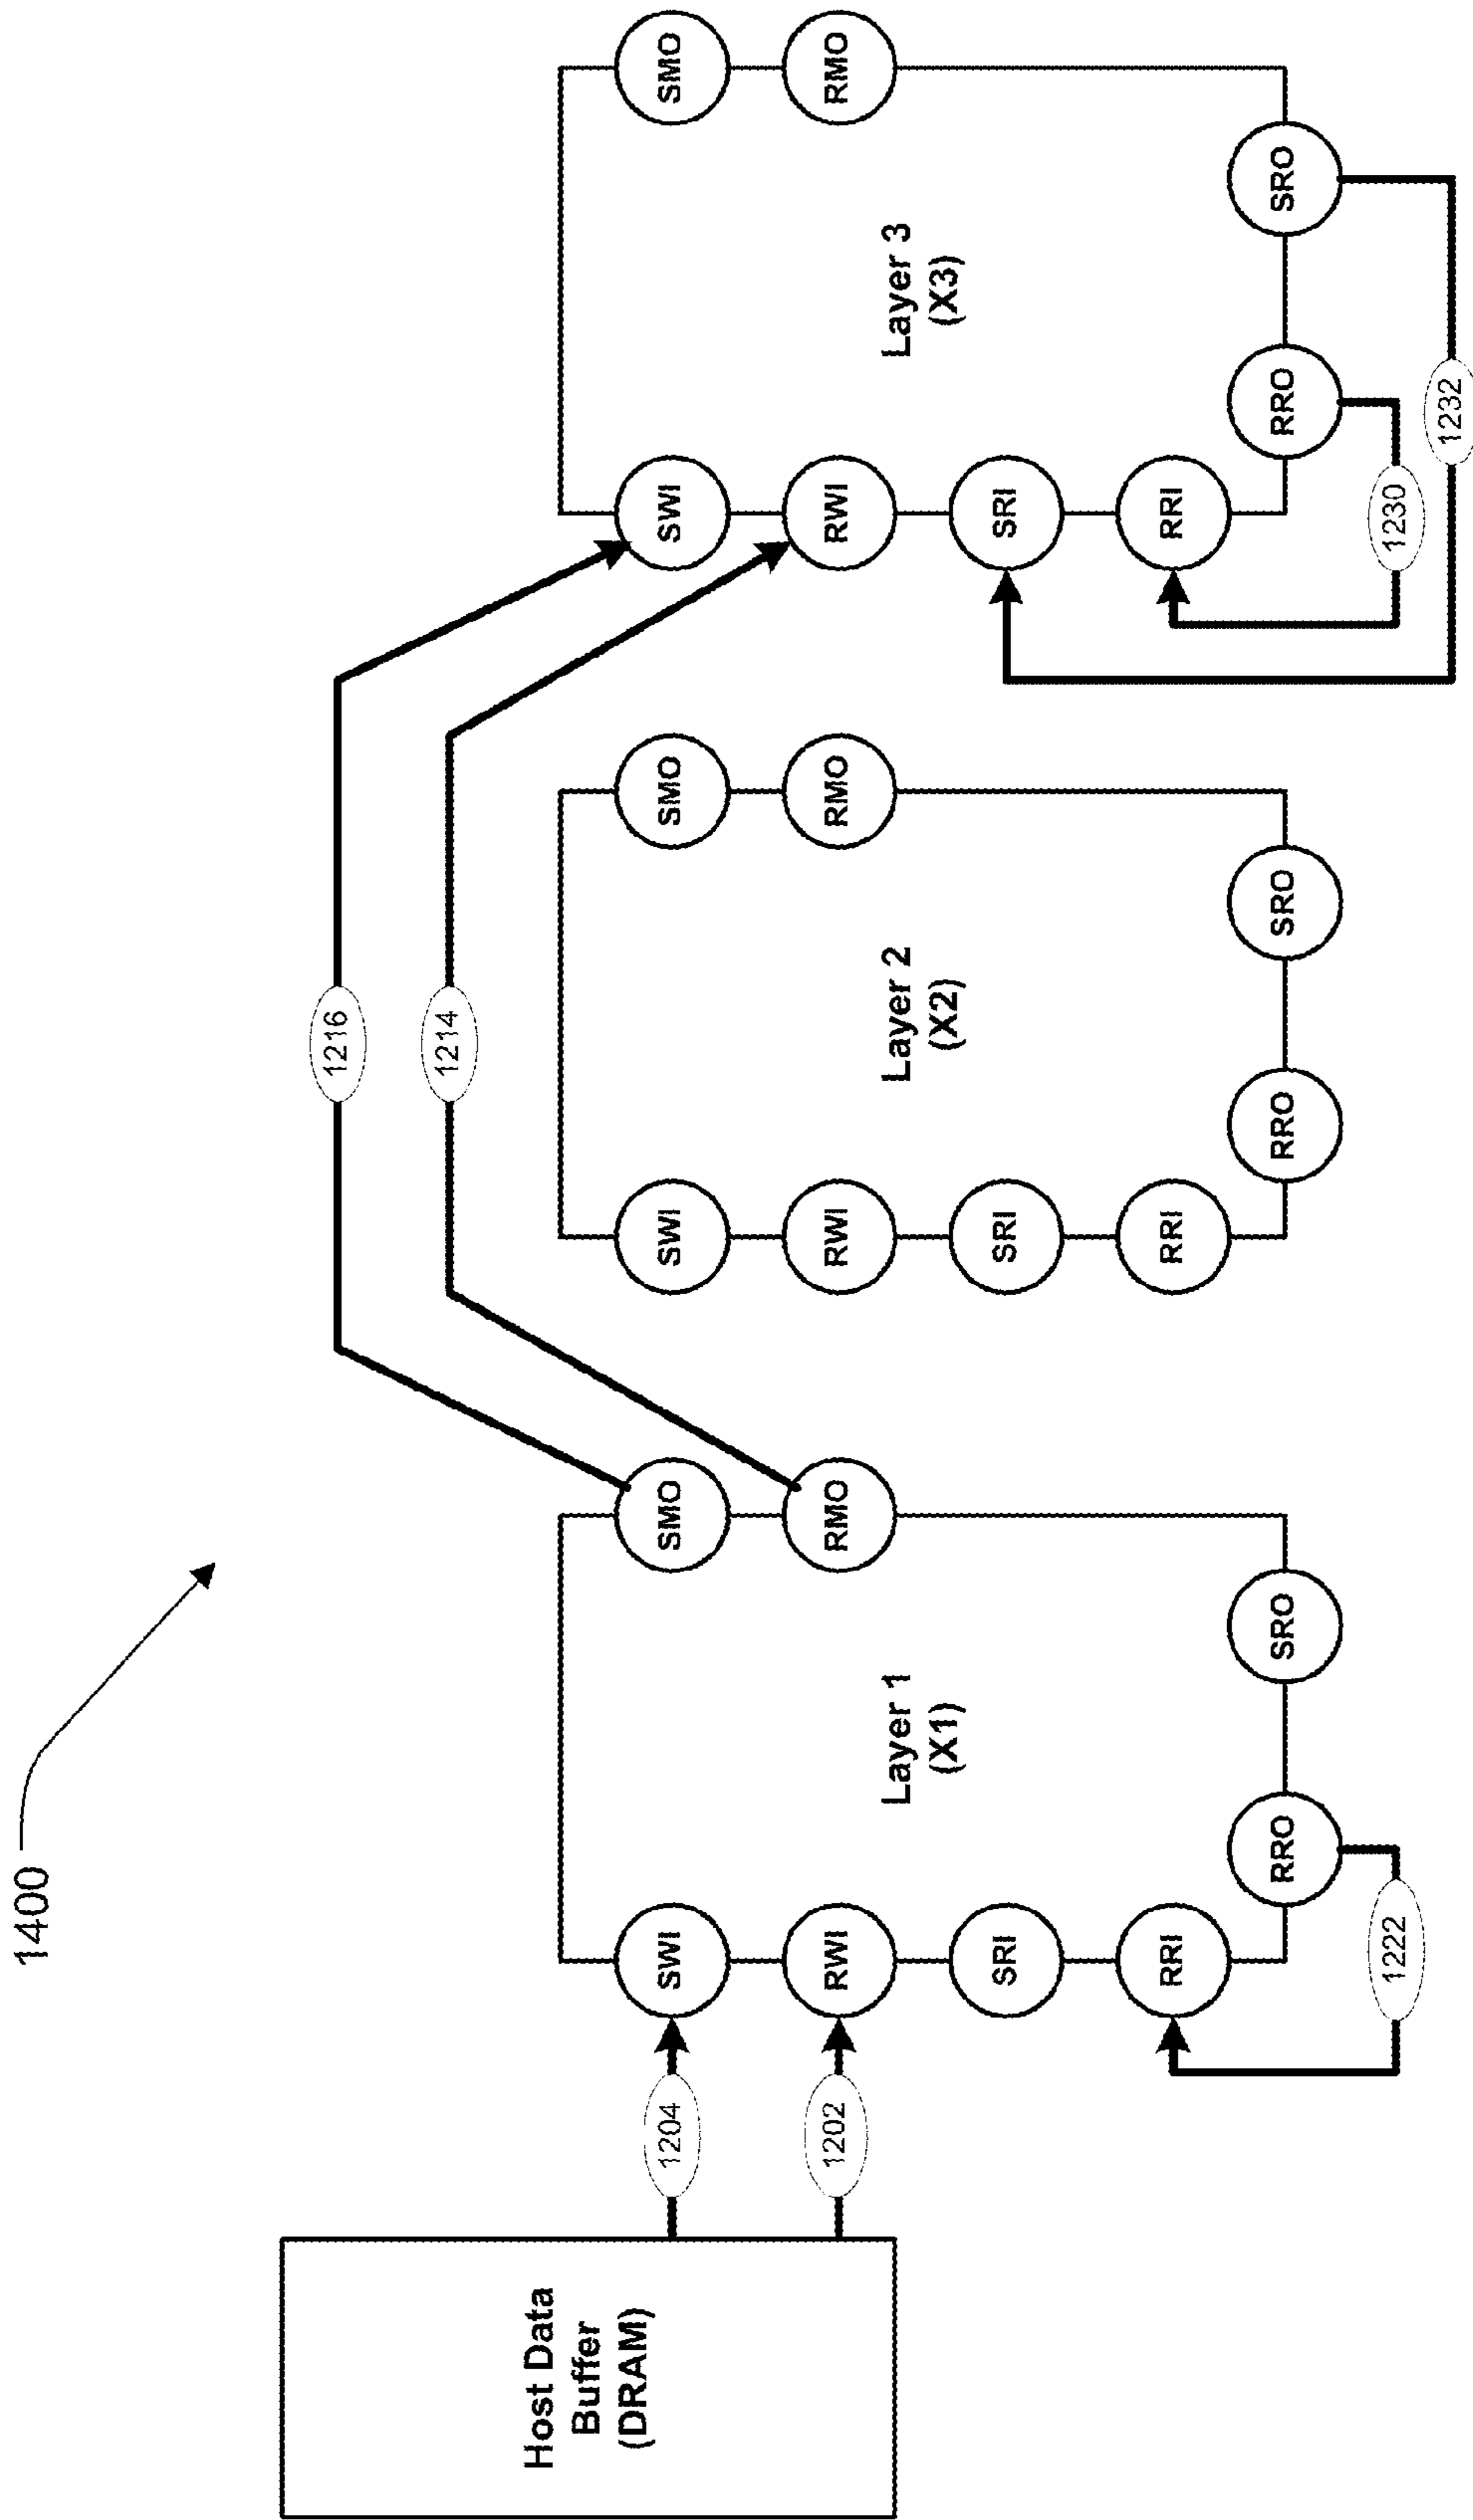 1400
Host Data
Buffer
(DRAM)
1204
1202
1216
1214
SWI
RWI
SRI
RRI
RRO
SRO
SMO
RMO
Layer 1
(X1)
1222
SWI
RWI
SRI
RRI
RRO
SRO
SMO
RMO
Layer 2
(X2)
SWI
RWI
SRI
RRI
RRO
SRO
SMO
RMO
Layer 3
(X3)
1230
1232